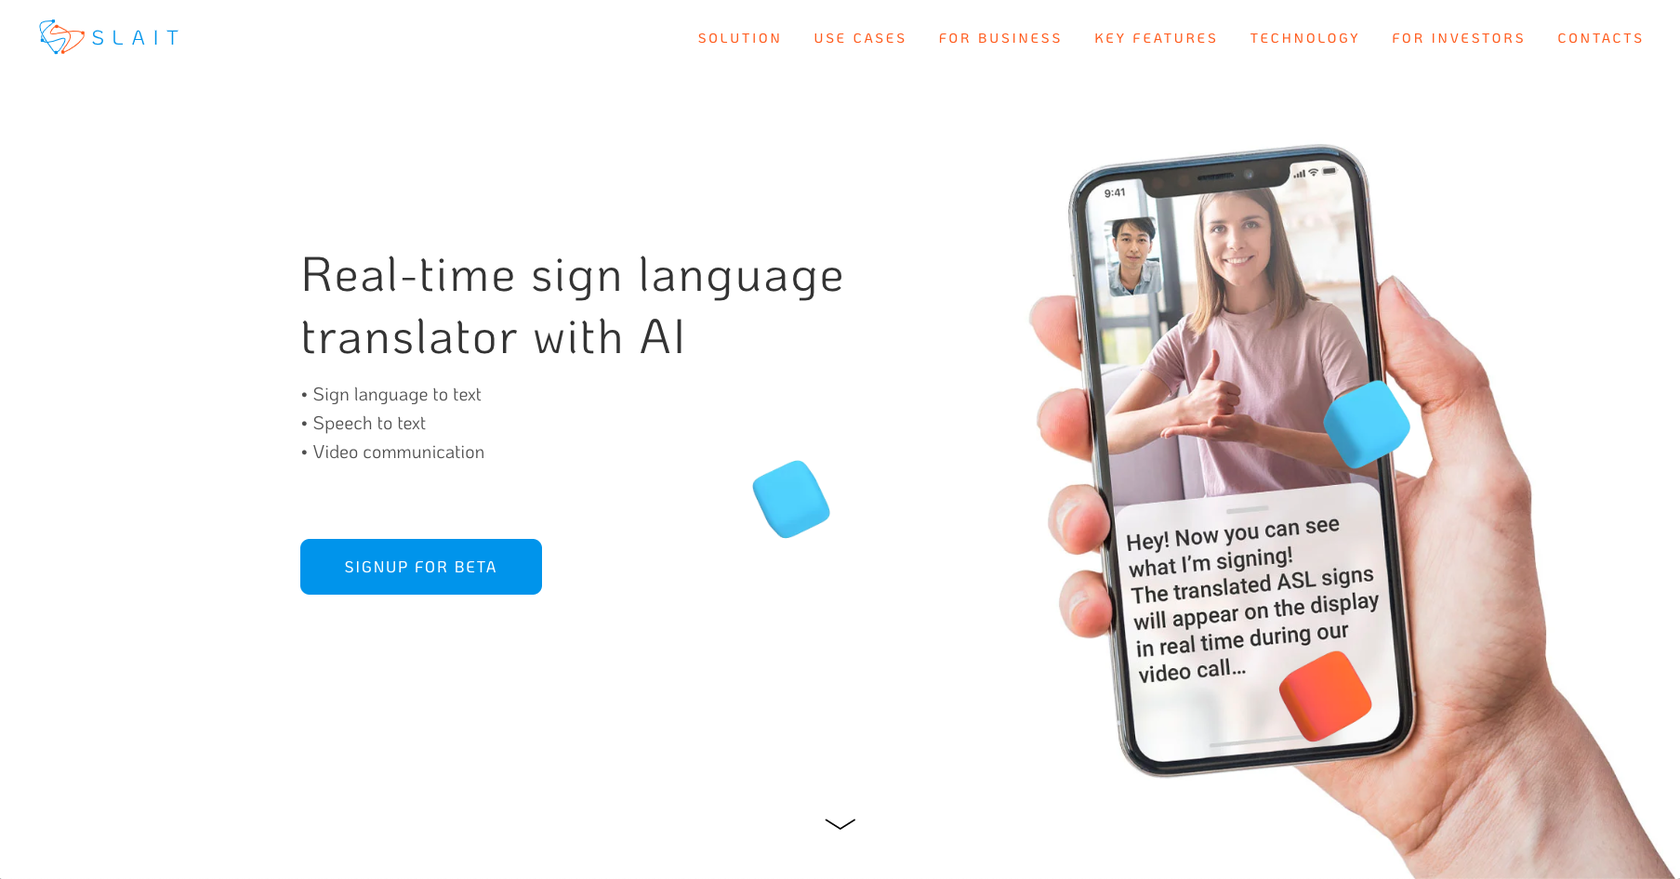 SLAIT
SOLUTION
USE CASES
FOR BUSINESS
KEY FEATURES
TECHNOLOGY
FOR INVESTORS
CONTACTS
Real-time sign language
translator with AI
• Sign language to text
• Speech to text
• Video communication
SIGNUP FOR BETA
9:41
Hey! Now you can see
what I'm signing!
The translated ASL signs
will appear on the display
in real time during our
video call...